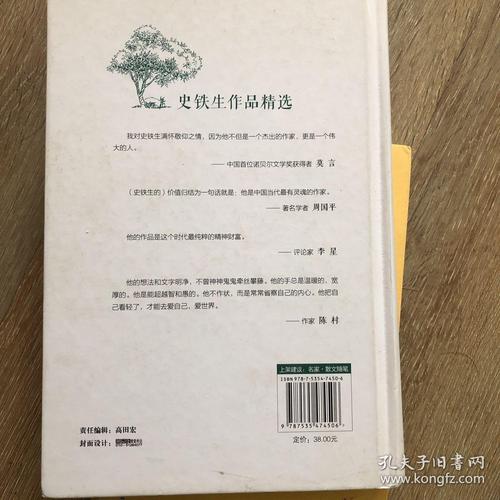 史铁生作品精选
我对史铁生满怀敬仰之情，因为他不但是一个杰出的作家，更是一个伟
大的人。
——中国首位诺贝尔文学奖获得者 莫言
（史铁生的）价值归结为一句话就是：他是中国当代最有灵魂的作家。
——著名学者 周国平
他的作品是这个时代最纯粹的精神财富。
——评论家 李星
他的想法和文字明净，不曾神神鬼鬼牵丝攀藤。他的手总是温暖的、宽
厚的。他是能超越智和愚的。他不作状，而是常常省察自己的内心。他把自
己看轻了，才能去爱自己、爱世界。
——作家 陈村
上架建议：名家·散文随笔
ISBN 978-7-5354-7450-6
9 787535 474506
定价：38.00元
责任编辑：高田宏
封面设计：
孔夫子旧书网
www.kongfz.com